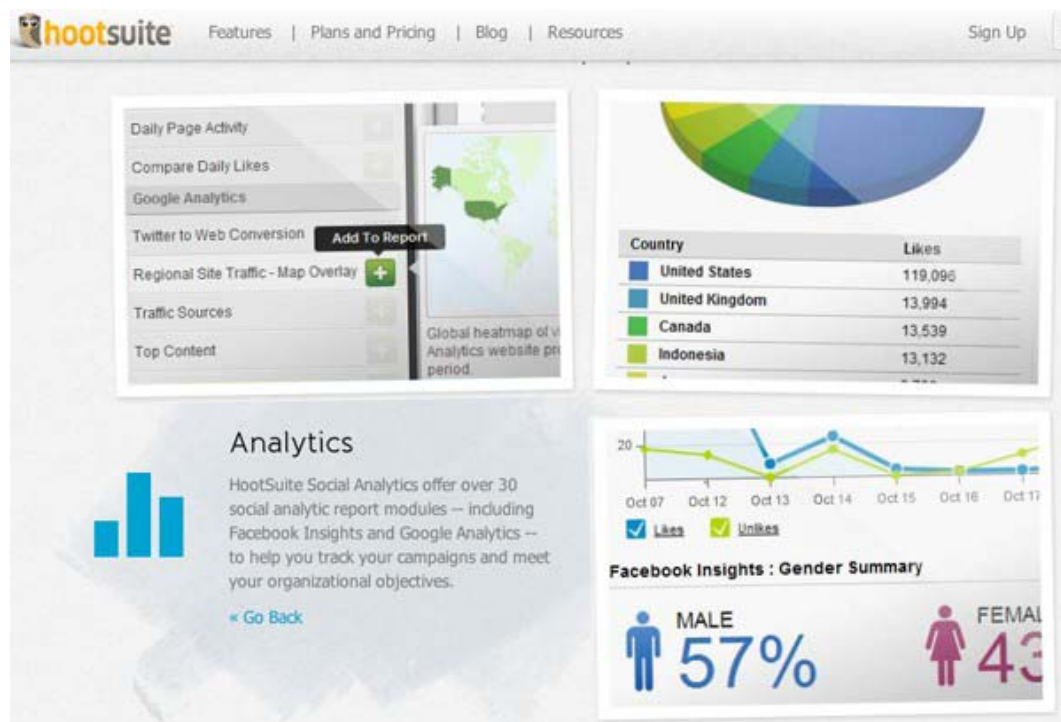 hootsuite Features | Plans and Pricing | Blog | Resources Sign Up
Daily Page Activity
Compare Daily Likes
Google Analytics
Twitter to Web Conversion
Add To Report
Regional Site Traffic - Map Overlay
Traffic Sources
Top Content
Global heatmap of
Analytics website
period.
Country Likes
United States 119,096
United Kingdom 13,994
Canada 13,539
Indonesia 13,132
Analytics
HootSuite Social Analytics offer over 30
social analytic report modules -- including
Facebook Insights and Google Analytics --
to help you track your campaigns and meet
your organizational objectives.
« Go Back
20
Oct 07 Oct 12 Oct 13 Oct 14 Oct 15 Oct 16 Oct 17
Likes Unlikes
Facebook Insights : Gender Summary
MALE FEMAL
57% 43